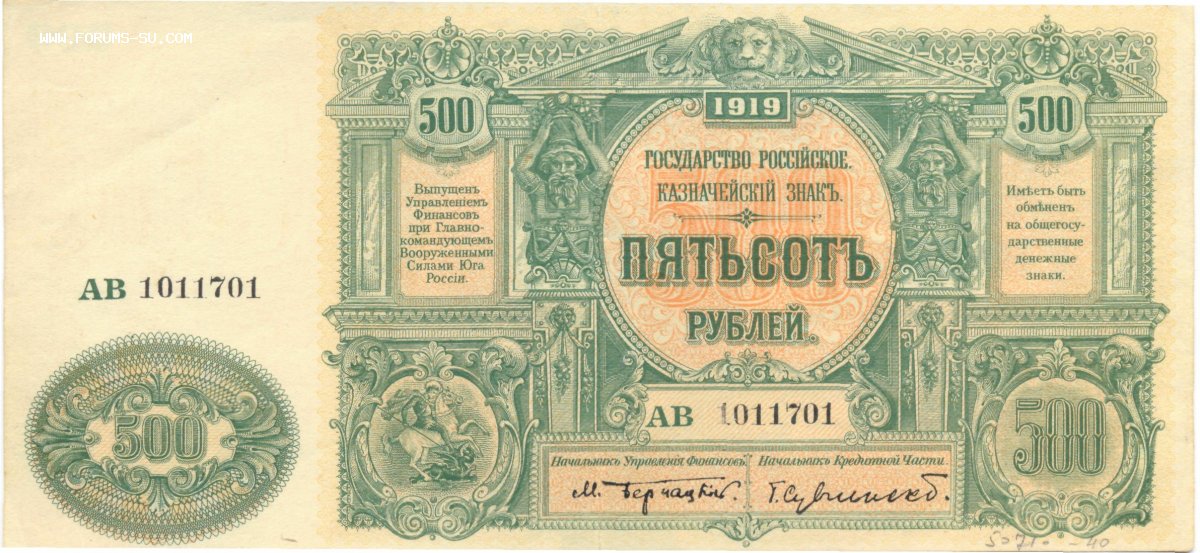 WWW.FORUMS-SU.COM
1919
500
500
ГОСУДАРСТВО РОССІЙСКОЕ.
КАЗНАЧЕЙСКІЙ ЗНАКЪ.
ПЯТЬСОТЪ
РУБЛЕЙ.
Выпущенъ
Управленіемъ
Финансовъ
при Главно-
командующемъ
Вооруженными
Силами Юга
Россіи.
Имѣетъ быть
обмѣненъ
на общегосу-
дарственные
денежные
знаки.
АВ 1011701
АВ 1011701
500
500
Начальникъ Управленія Финансовъ
Начальникъ Кредитной Части.
М. Бернацкій.